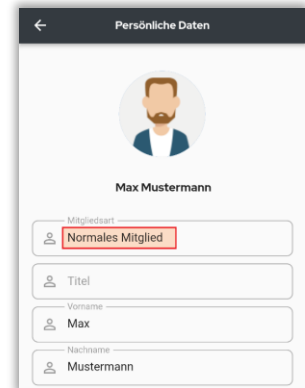 Persönliche Daten
Max Mustermann
Mitgliedsart
Normales Mitglied
Titel
Vorname
Max
Nachname
Mustermann